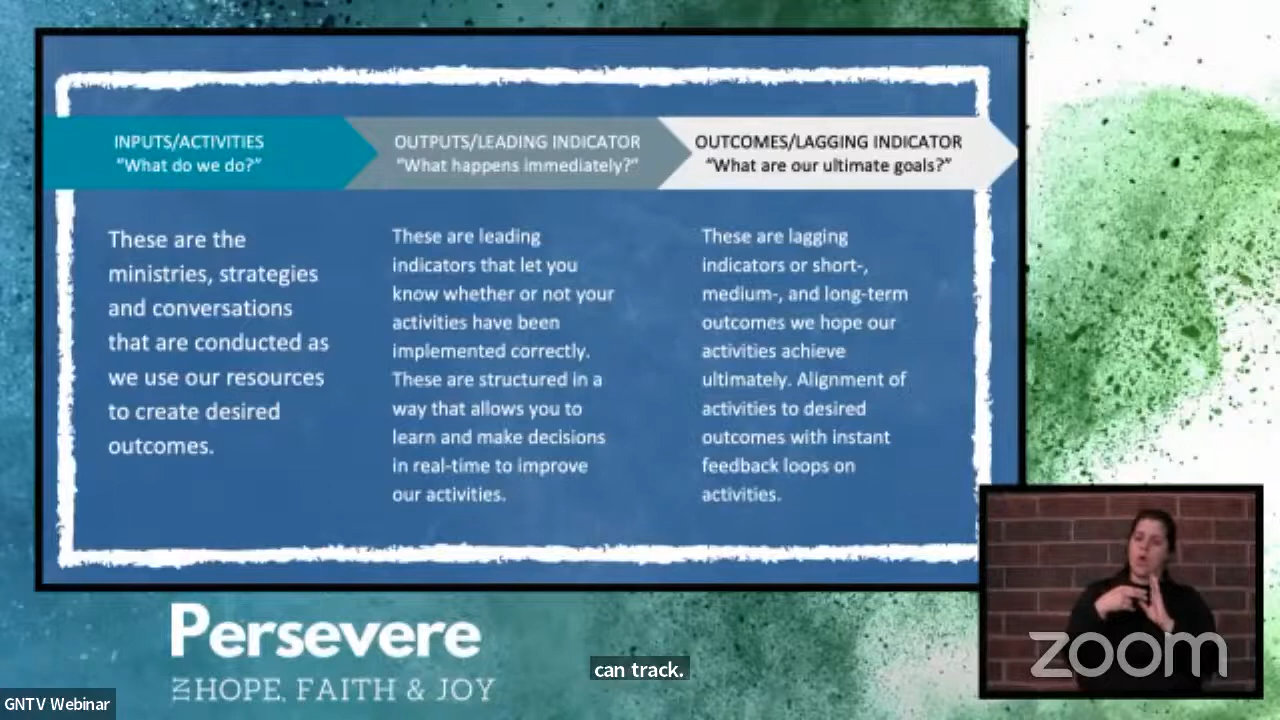 INPUTS/ACTIVITIES
“What do we do?”
OUTPUTS/LEADING INDICATOR
“What happens immediately?”
OUTCOMES/LAGGING INDICATOR
“What are our ultimate goals?”
These are the
ministries, strategies
and conversations
that are conducted as
we use our resources
to create desired
outcomes.
These are leading
indicators that let you
know whether or not your
activities have been
implemented correctly.
These are structured in a
way that allows you to
learn and make decisions
in real-time to improve
our activities.
These are lagging
indicators or short-,
medium-, and long-term
outcomes we hope our
activities achieve
ultimately. Alignment of
activities to desired
outcomes with instant
feedback loops on
activities.
Persevere
IN HOPE, FAITH & JOY
can track.
GNTV Webinar
zoom